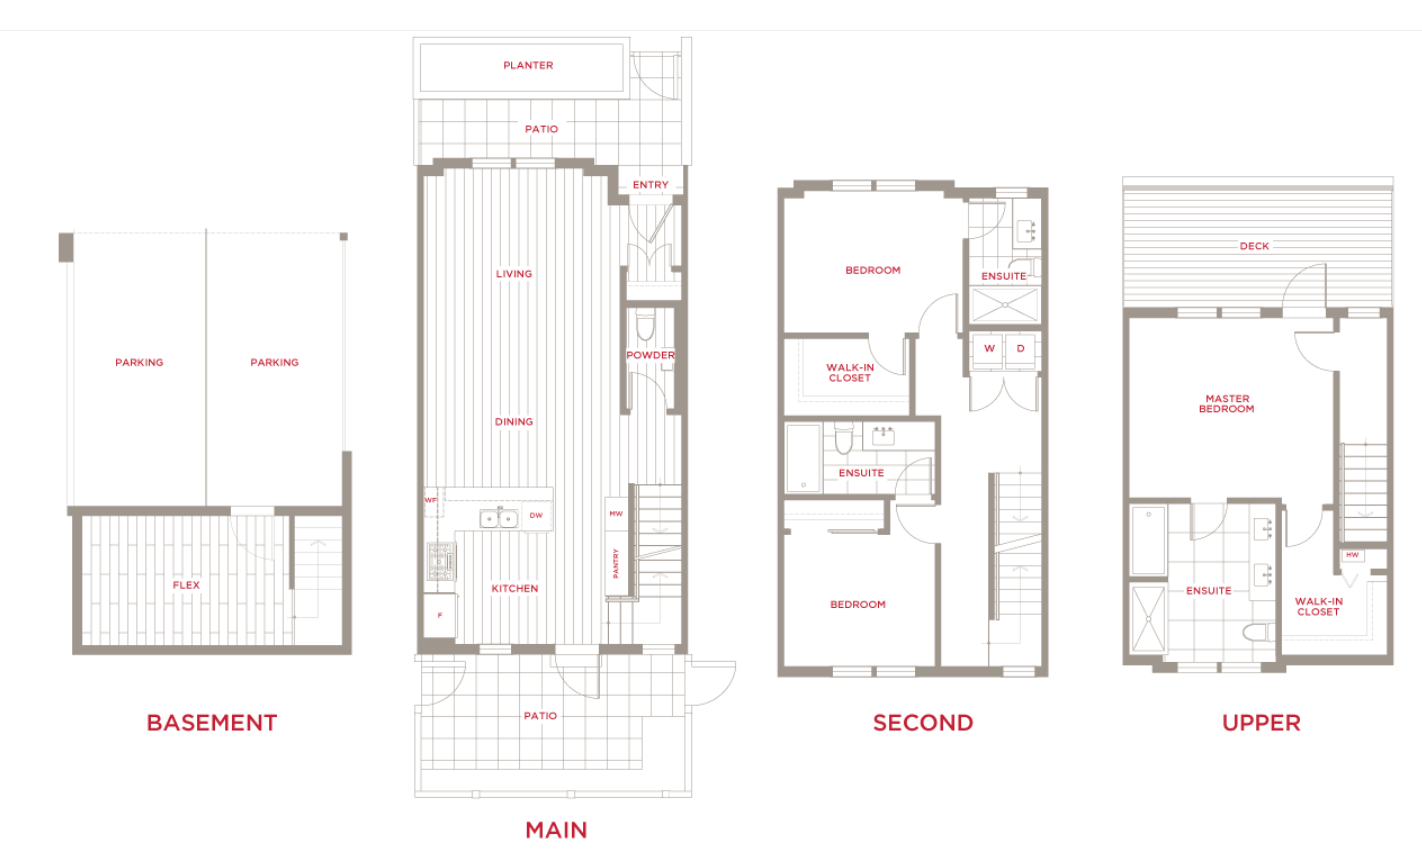 PARKING
PARKING
FLEX
BASEMENT
PLANTER
PATIO
ENTRY
LIVING
POWDER
DINING
WF
DW
MW
PANTRY
KITCHEN
F
PATIO
MAIN
BEDROOM
ENSUITE
W
D
WALK-IN
CLOSET
ENSUITE
BEDROOM
SECOND
DECK
MASTER
BEDROOM
HW
ENSUITE
WALK-IN
CLOSET
UPPER